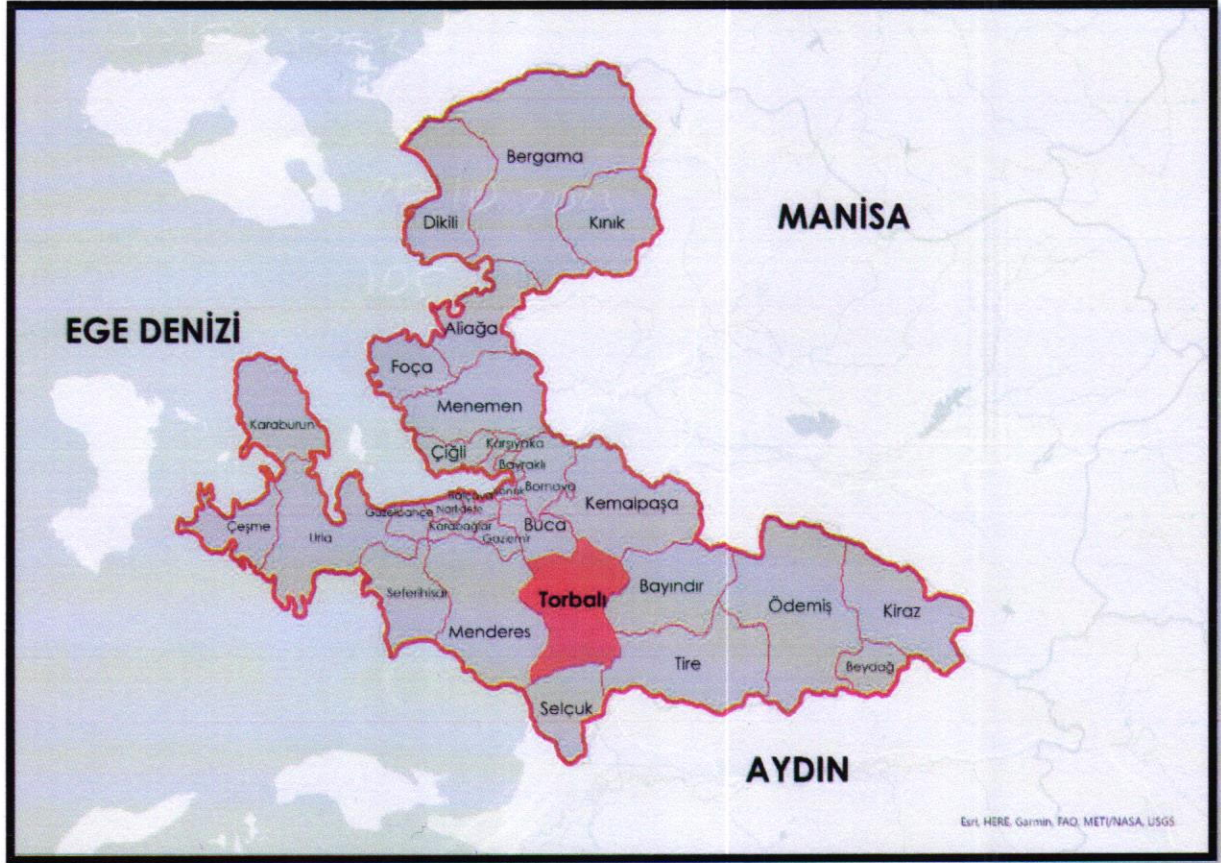 Bergama
Dikili
Kınık
MANİSA
EGE DENİZİ
Aliağa
Foça
Menemen
Karaburun
Çiğli
Karşıyaka
Bayraklı
Bornova
Konak
Balçova
Kemalpaşa
Güzelbahçe
Narlıdere
Karabağlar
Buca
Gaziemir
Çeşme
Urla
Seferihisar
Menderes
Torbalı
Bayındır
Ödemiş
Kiraz
Tire
Beydağ
Selçuk
AYDIN
Esri, HERE, Garmin, FAO, METI/NASA, USGS